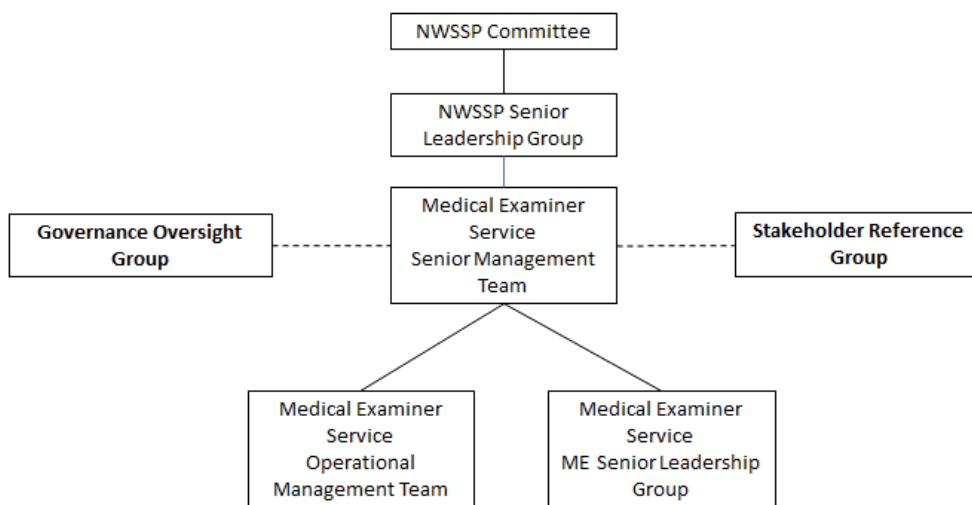 NWSSP Committee
NWSSP Senior
Leadership Group
Medical Examiner
Service
Senior Management
Team
Governance Oversight
Group
Stakeholder Reference
Group
Medical Examiner
Service
Operational
Management Team
Medical Examiner
Service
ME Senior Leadership
Group